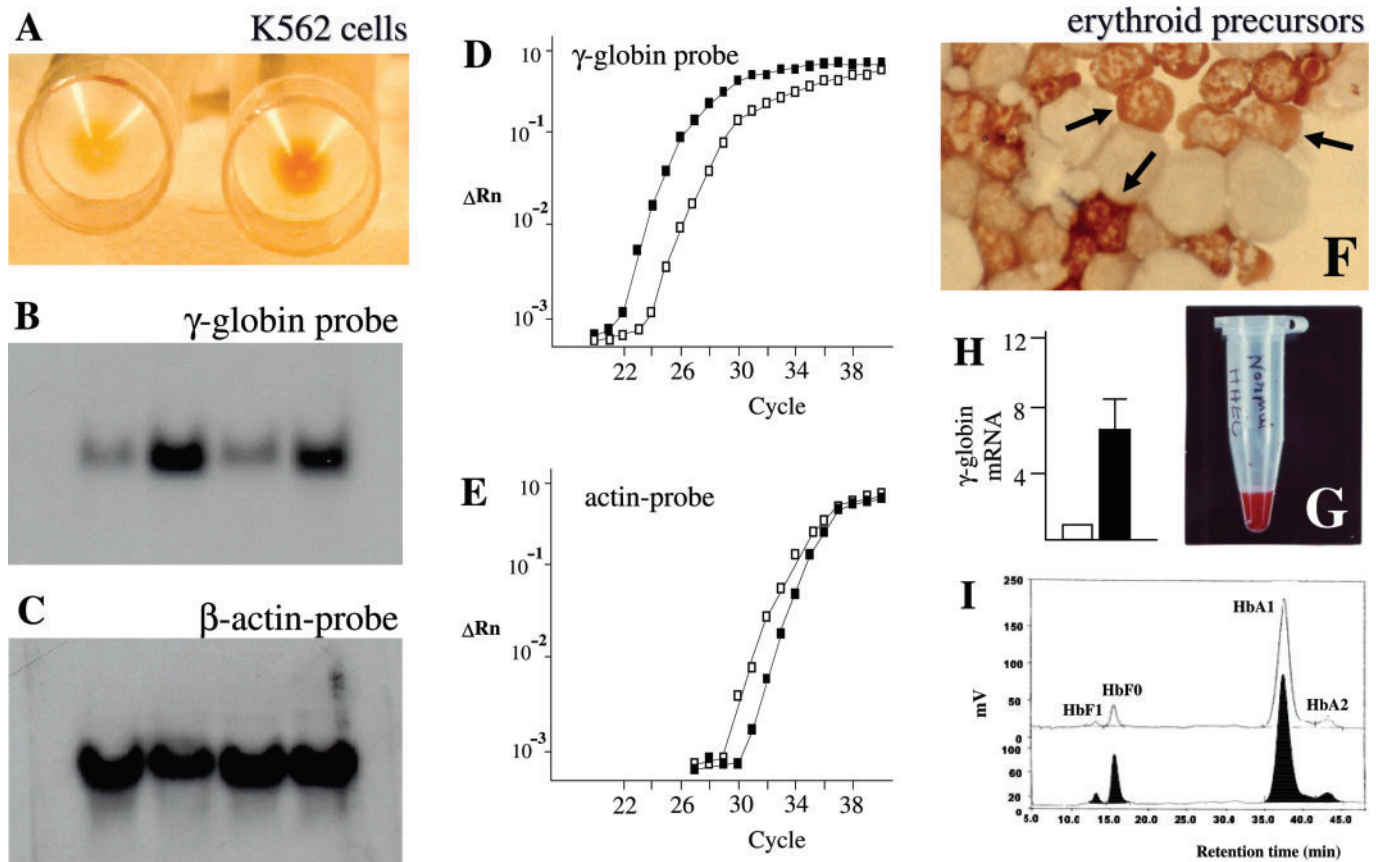 A
K562 cells
B
γ-globin probe
C
β-actin-probe
D
γ-globin probe
10
10⁻¹
ΔRn
10⁻²
10⁻³
22 26 30 34 38
Cycle
E
actin-probe
10
10⁻¹
ΔRn
10⁻²
10⁻³
22 26 30 34 38
Cycle
erythroid precursors
F
H
12
8
4
γ-globin
mRNA
G
I
250
150
100
50
0
100
60
20
0
mV
HbF1
HbF0
HbA1
HbA2
5.0 10.0 15.0 20.0 25.0 30.0 35.0 40.0 45.0
Retention time (min)